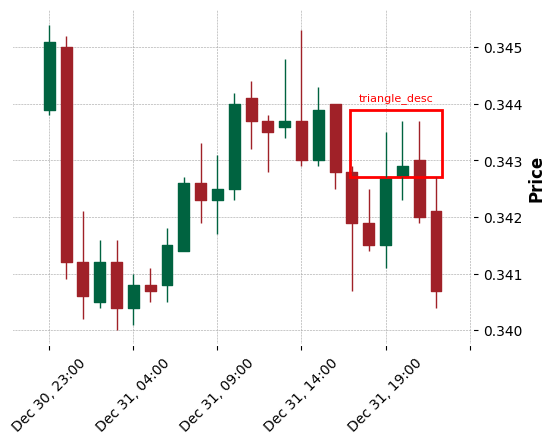 triangle_desc
0.345
0.344
0.343
0.342
0.341
0.340
Price
Dec 30, 23:00
Dec 31, 04:00
Dec 31, 09:00
Dec 31, 14:00
Dec 31, 19:00